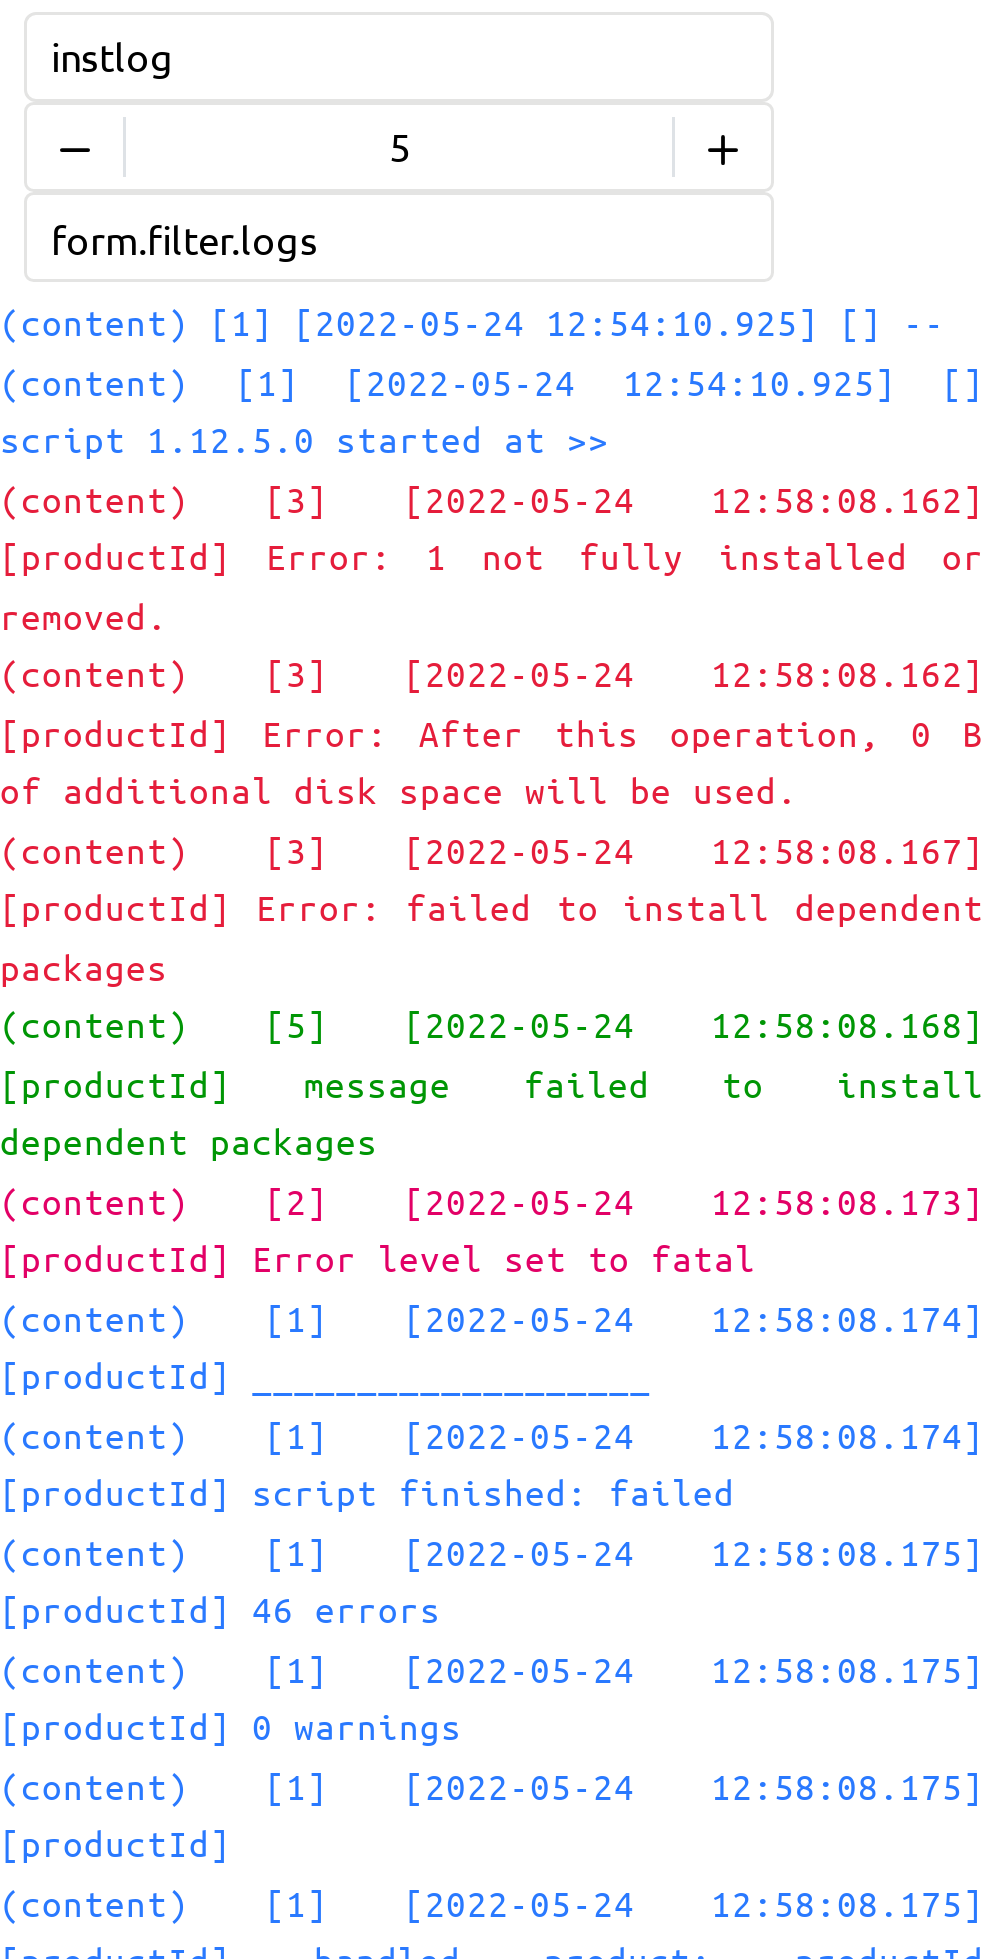 instlog
− 5 +
form.filter.logs
(content) [1] [2022-05-24 12:54:10.925] [] --
(content) [1] [2022-05-24 12:54:10.925] []
script 1.12.5.0 started at >>
(content) [3] [2022-05-24 12:58:08.162]
[productId] Error: 1 not fully installed or
removed.
(content) [3] [2022-05-24 12:58:08.162]
[productId] Error: After this operation, 0 B
of additional disk space will be used.
(content) [3] [2022-05-24 12:58:08.167]
[productId] Error: failed to install dependent
packages
(content) [5] [2022-05-24 12:58:08.168]
[productId] message failed to install
dependent packages
(content) [2] [2022-05-24 12:58:08.173]
[productId] Error level set to fatal
(content) [1] [2022-05-24 12:58:08.174]
[productId] ___________________
(content) [1] [2022-05-24 12:58:08.174]
[productId] script finished: failed
(content) [1] [2022-05-24 12:58:08.175]
[productId] 46 errors
(content) [1] [2022-05-24 12:58:08.175]
[productId] 0 warnings
(content) [1] [2022-05-24 12:58:08.175]
[productId]
(content) [1] [2022-05-24 12:58:08.175]
[productId] handled product: productId